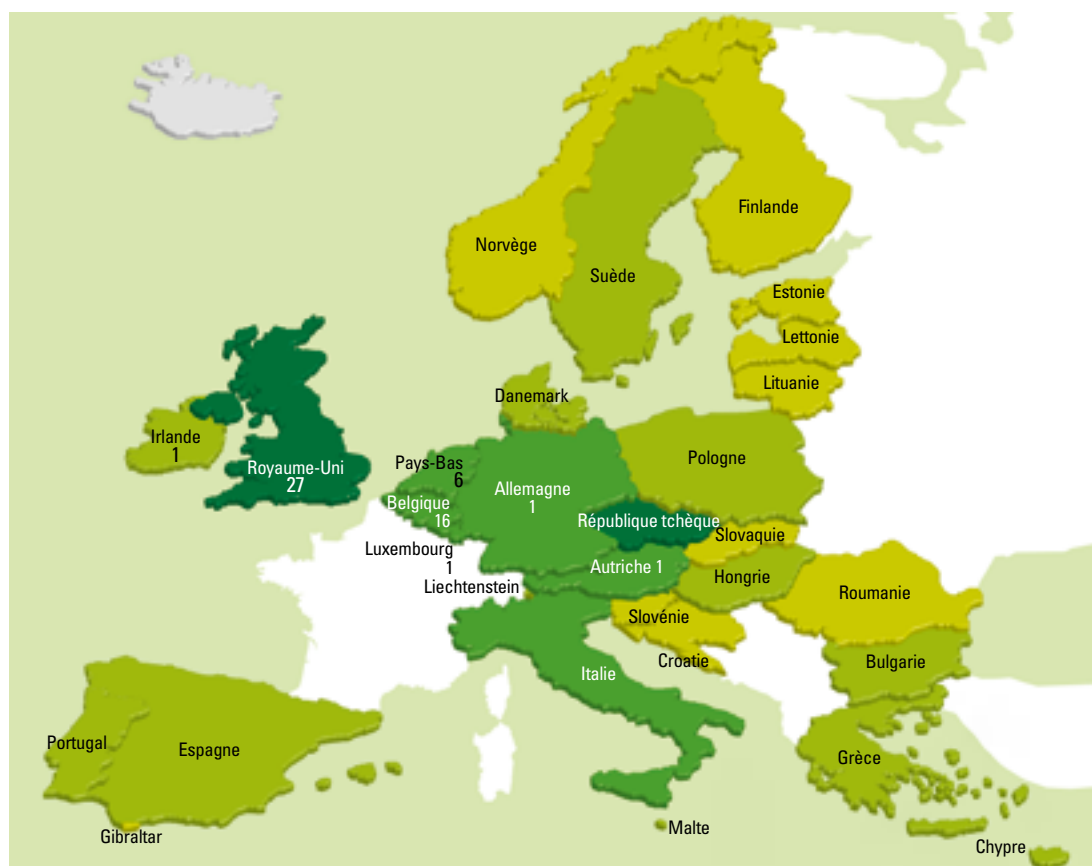 Finlande
Norvège
Suède
Estonie
Lettonie
Lituanie
Danemark
Irlande
1
Royaume-Uni
27
Pays-Bas
6
Belgique
16
Allemagne
1
Pologne
République tchèque
Slovaquie
Luxembourg
1
Autriche 1
Liechtenstein
Hongrie
Roumanie
Slovénie
Croatie
Italie
Bulgarie
Portugal
Espagne
Grèce
Gibraltar
Malte
Chypre